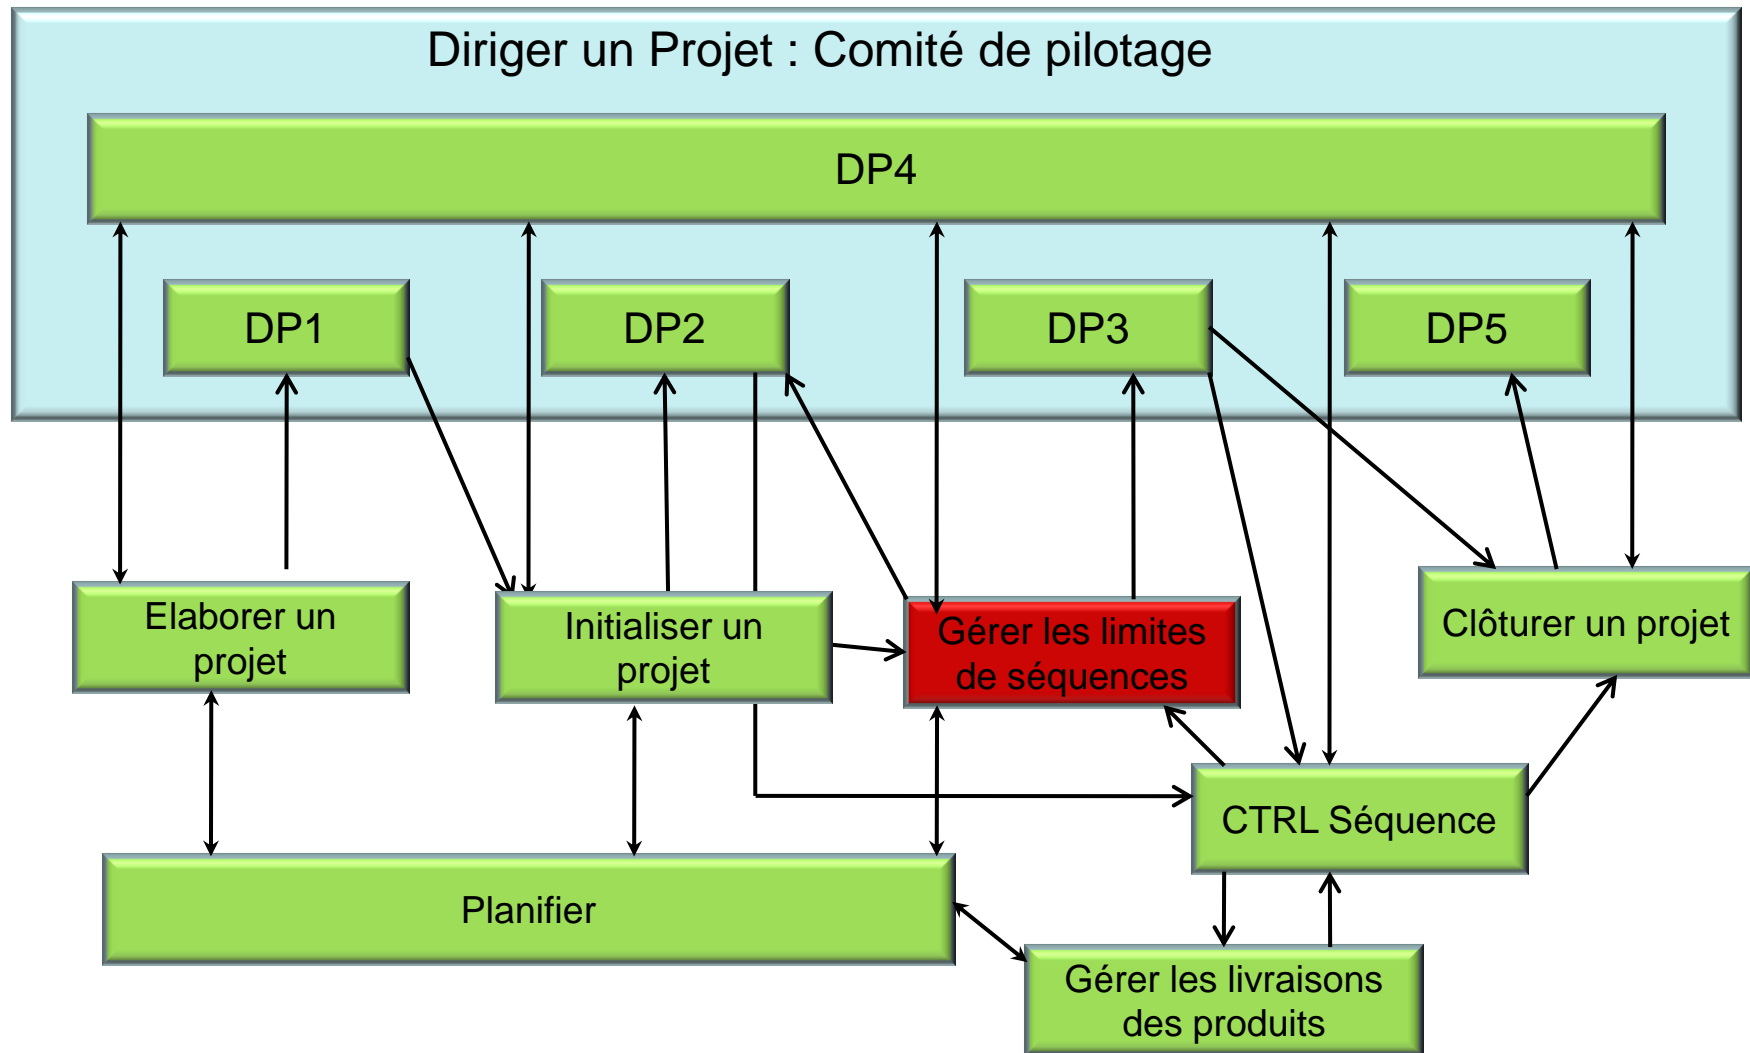 Diriger un Projet : Comité de pilotage
DP4
DP1
DP2
DP3
DP5
Elaborer un
projet
Initialiser un
projet
Gérer les limites
de séquences
Clôturer un projet
CTRL Séquence
Planifier
Gérer les livraisons
des produits